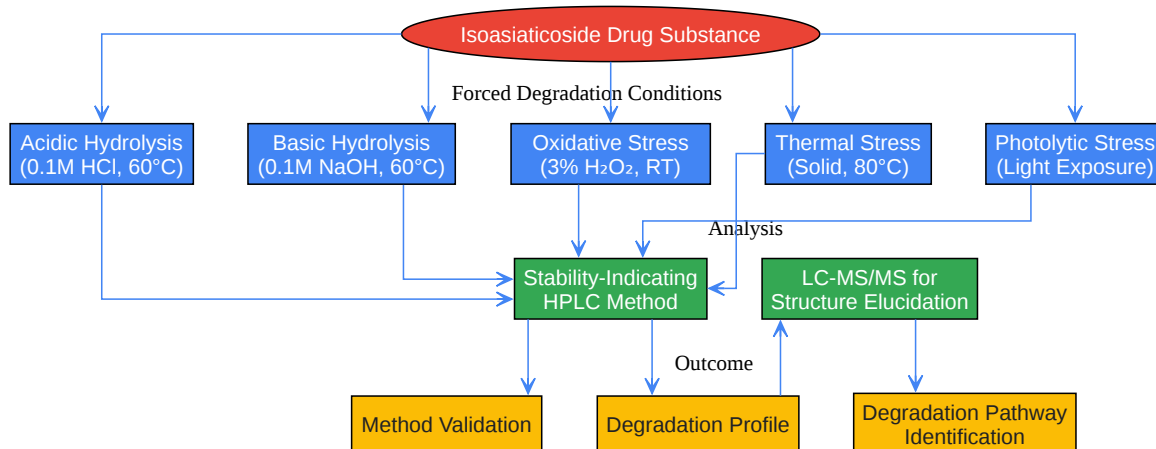 Isoasiaticoside Drug Substance
Forced Degradation Conditions
Acidic Hydrolysis
(0.1M HCl, 60°C)
Basic Hydrolysis
(0.1M NaOH, 60°C)
Oxidative Stress
(3% H₂O₂, RT)
Thermal Stress
(Solid, 80°C)
Photolytic Stress
(Light Exposure)
Analysis
Stability-Indicating
HPLC Method
LC-MS/MS for
Structure Elucidation
Outcome
Method Validation
Degradation Profile
Degradation Pathway
Identification